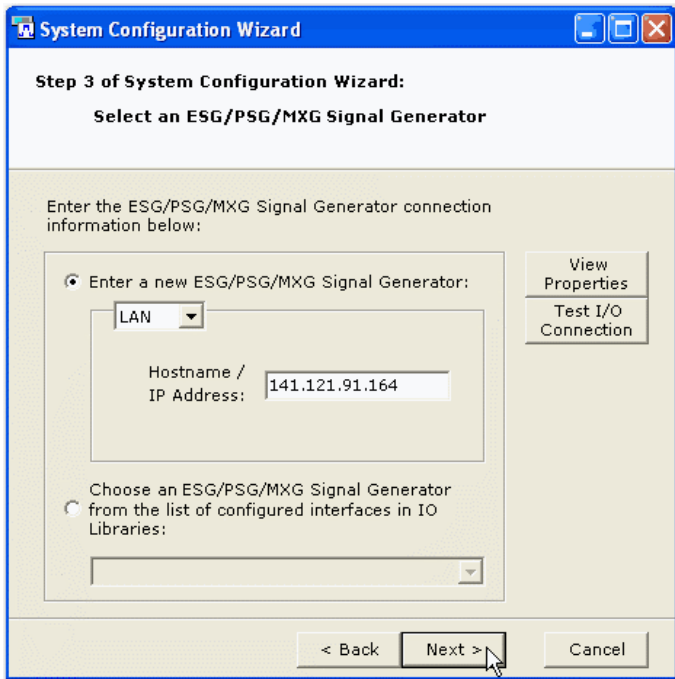 System Configuration Wizard
Step 3 of System Configuration Wizard:
Select an ESG/PSG/MXG Signal Generator
Enter the ESG/PSG/MXG Signal Generator connection
information below:
Enter a new ESG/PSG/MXG Signal Generator:
LAN
Hostname /
IP Address:
141.121.91.164
Choose an ESG/PSG/MXG Signal Generator
from the list of configured interfaces in IO
Libraries:
View
Properties
Test I/O
Connection
< Back
Next >
Cancel